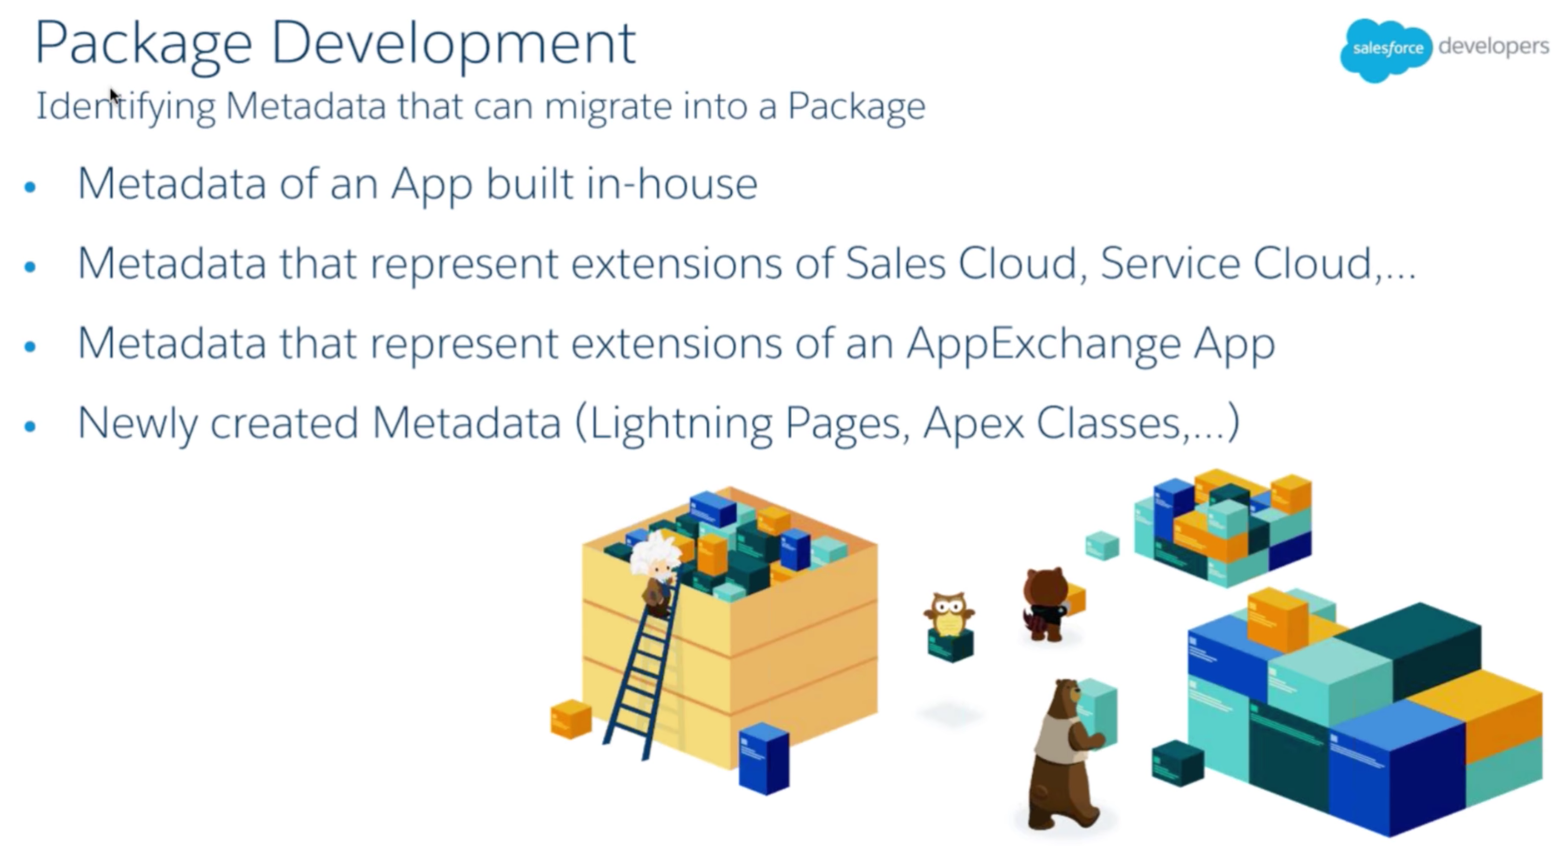 Package Development
salesforce developers
Identifying Metadata that can migrate into a Package
• Metadata of an App built in-house
• Metadata that represent extensions of Sales Cloud, Service Cloud,...
• Metadata that represent extensions of an AppExchange App
• Newly created Metadata (Lightning Pages, Apex Classes,...)